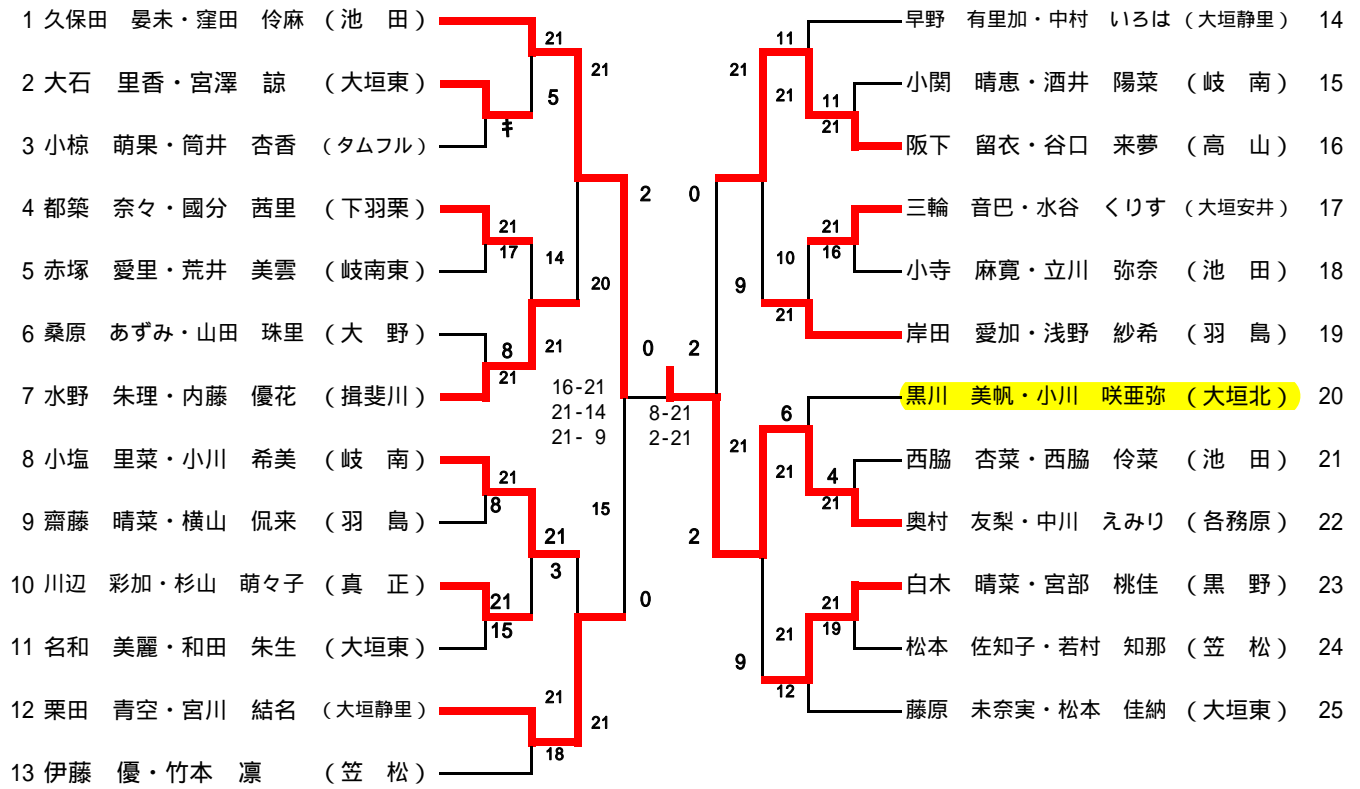 1 久保田 晏未・窪田 伶麻 (池 田)
2 大石 里香・宮澤 諒 (大垣東)
3 小椋 萌果・筒井 杏香 (タムフル)
4 都築 奈々・國分 茜里 (下羽栗)
5 赤塚 愛里・荒井 美雲 (岐南東)
6 桑原 あずみ・山田 珠里 (大 野)
7 水野 朱理・内藤 優花 (揖斐川)
8 小塩 里菜・小川 希美 (岐 南)
9 齋藤 晴菜・横山 侃来 (羽 島)
10 川辺 彩加・杉山 萌々子 (真 正)
11 名和 美麗・和田 朱生 (大垣東)
12 栗田 青空・宮川 結名 (大垣静里)
13 伊藤 優・竹本 凛 (笠 松)
21
5
キ
21
17
14
8
21
21
21
20
21
8
21
3
21
15
21
18
21
15
2
0
0 2
16-21
21-14
21- 9
8-21
2-21
0
2
11
21
21
11
21
21
16
10
21
9
6
21
21
4
21
21
19
21
12
9
早野 有里加・中村 いろは (大垣静里) 14
小関 晴恵・酒井 陽菜 (岐 南) 15
阪下 留衣・谷口 来夢 (高 山) 16
三輪 音巴・水谷 くりす (大垣安井) 17
小寺 麻寛・立川 弥奈 (池 田) 18
岸田 愛加・浅野 紗希 (羽 島) 19
黒川 美帆・小川 咲亜弥 (大垣北) 20
西脇 杏菜・西脇 伶菜 (池 田) 21
奥村 友梨・中川 えみり (各務原) 22
白木 晴菜・宮部 桃佳 (黒 野) 23
松本 佐知子・若村 知那 (笠 松) 24
藤原 未奈実・松本 佳納 (大垣東) 25